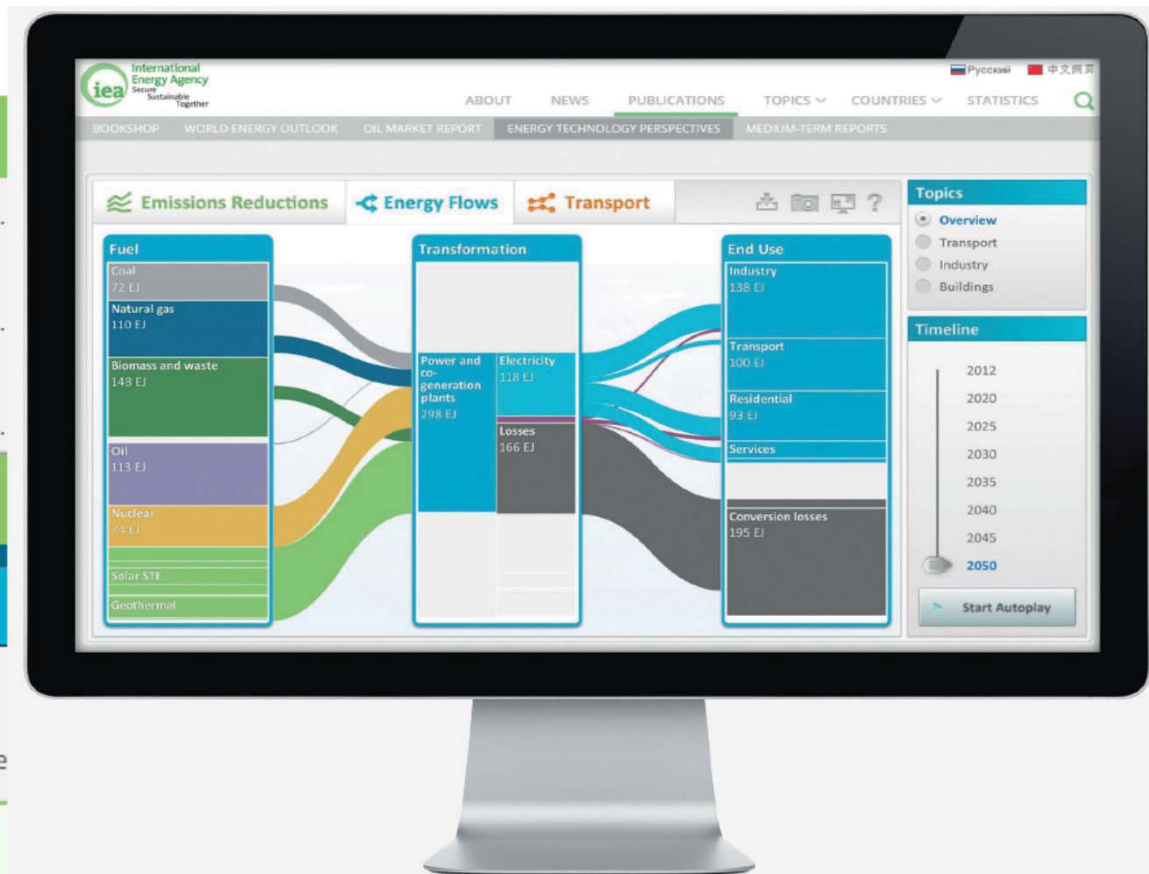 International
Energy Agency
Secure
Sustainable
Together
iea
Русский 中文网页
ABOUT NEWS PUBLICATIONS TOPICS COUNTRIES STATISTICS
BOOKSHOP WORLD ENERGY OUTLOOK OIL MARKET REPORT ENERGY TECHNOLOGY PERSPECTIVES MEDIUM-TERM REPORTS
Emissions Reductions Energy Flows Transport ?
Fuel
Coal
72 EJ
Natural gas
110 EJ
Biomass and waste
148 EJ
Oil
113 EJ
Nuclear
74 EJ
Solar STE
Geothermal
Transformation
Power and
co-
generation
plants
298 EJ
Electricity
118 EJ
Losses
166 EJ
End Use
Industry
138 EJ
Transport
100 EJ
Residential
93 EJ
Services
Conversion losses
195 EJ
Topics
Overview
Transport
Industry
Buildings
Timeline
2012
2020
2025
2030
2035
2040
2045
2050
Start Autoplay
e